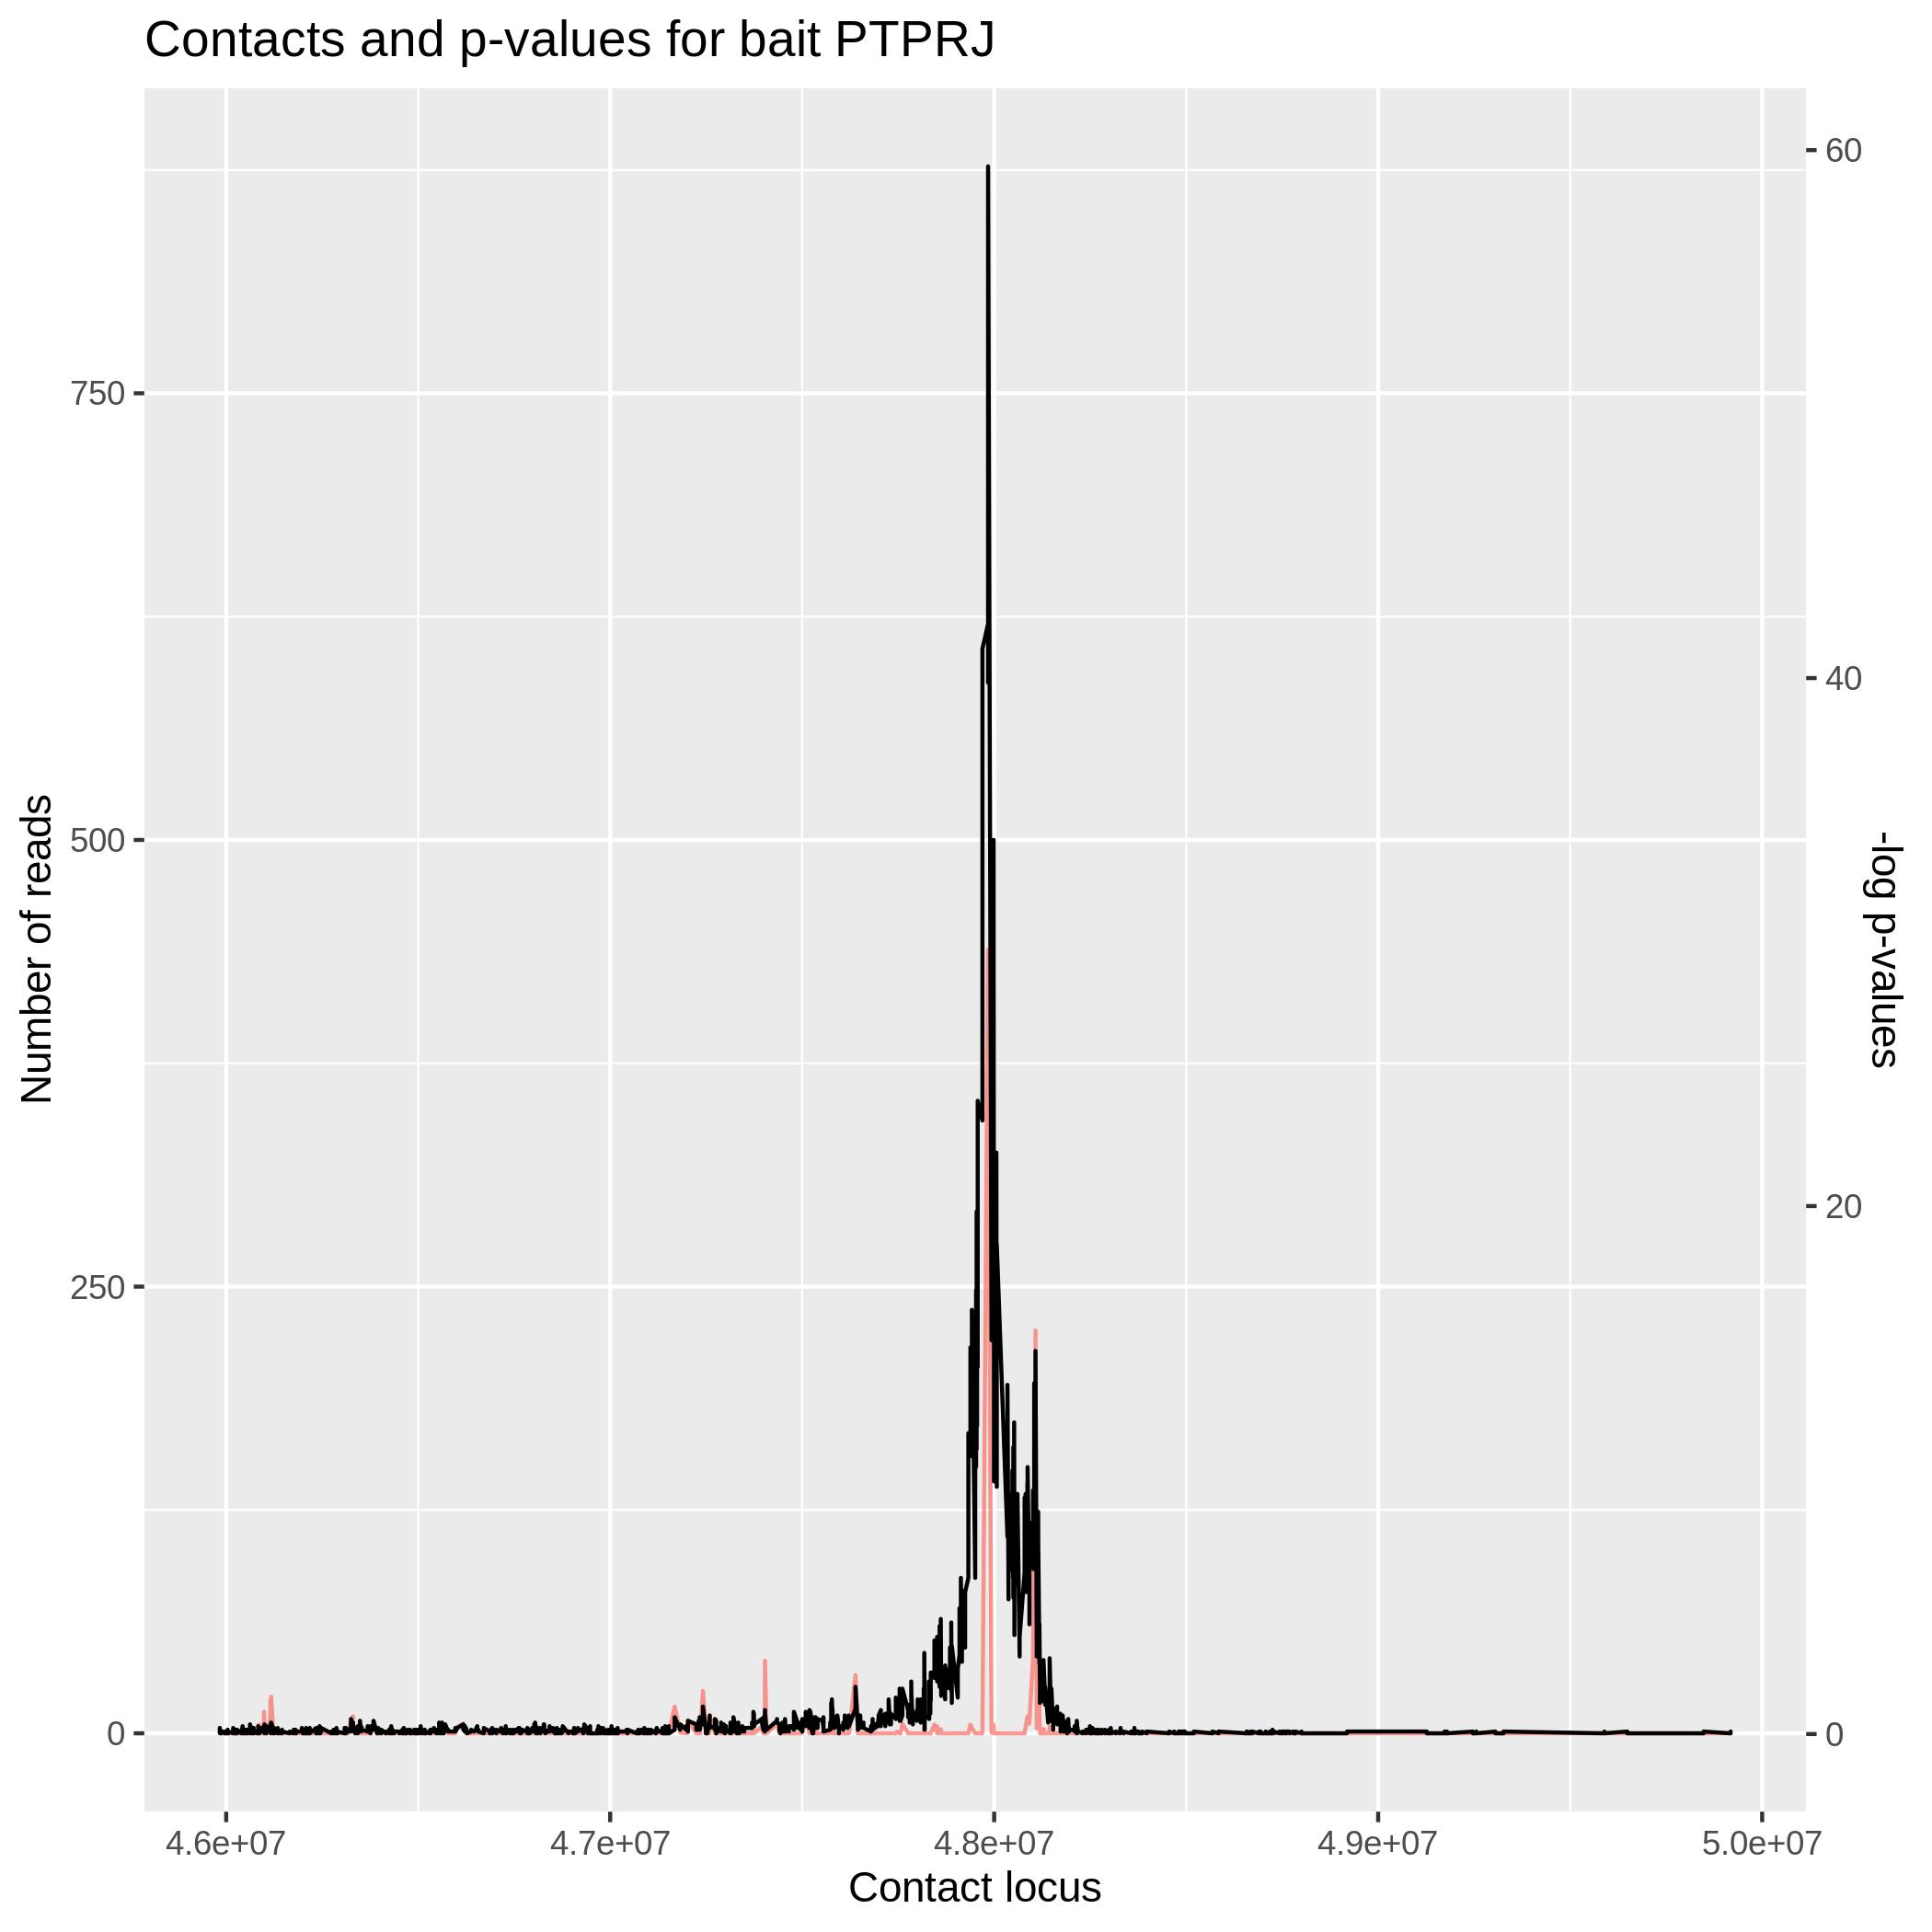 Contacts and p-values for bait PTPRJ
Number of reads
750
500
250
0
60
40
20
0
-log p-values
4.6e+07 4.7e+07 4.8e+07 4.9e+07 5.0e+07
Contact locus